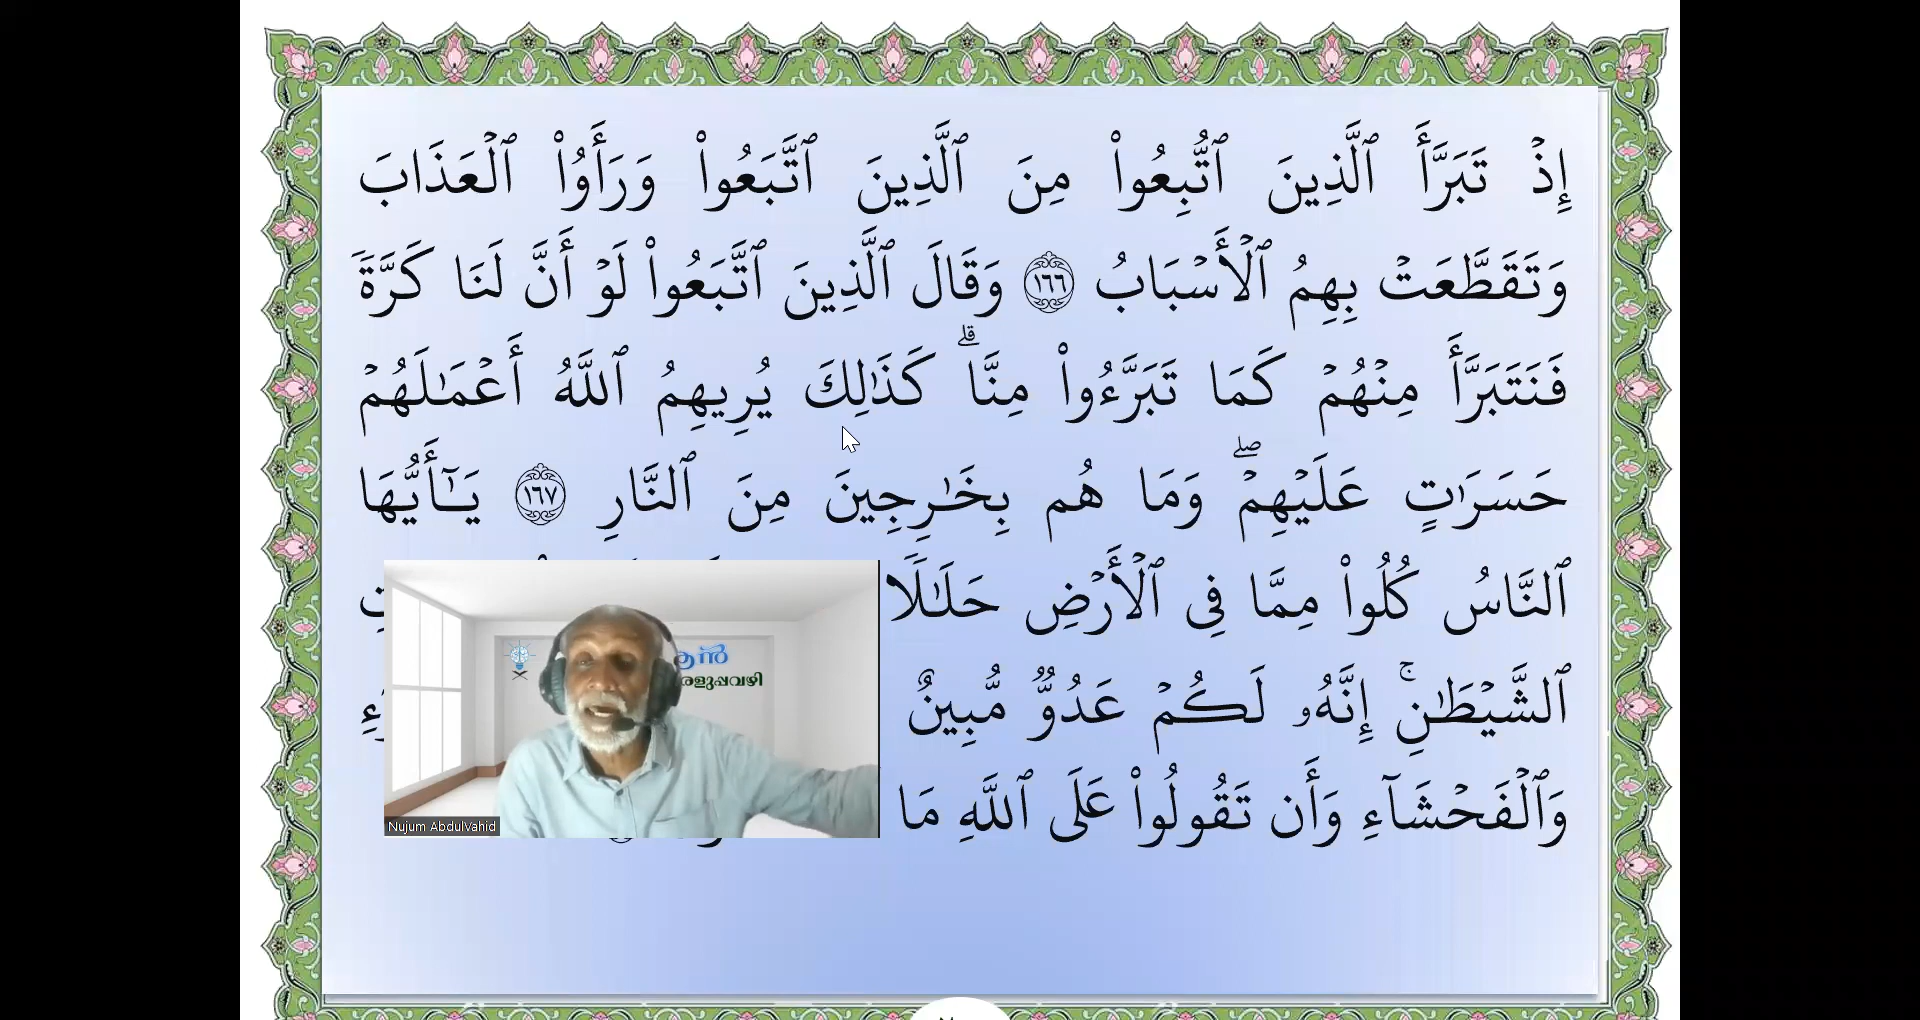 إِذْ تَبَرَّأَ ٱلَّذِينَ ٱتُّبِعُوا۟ مِنَ ٱلَّذِينَ ٱتَّبَعُوا۟ وَرَأَوُا۟ ٱلْعَذَابَ
وَتَقَطَّعَتْ بِهِمُ ٱلْأَسْبَابُ ١٦٦ وَقَالَ ٱلَّذِينَ ٱتَّبَعُوا۟ لَوْ أَنَّ لَنَا كَرَّةً
فَنَتَبَرَّأَ مِنْهُمْ كَمَا تَبَرَّءُوا۟ مِنَّا ۗ كَذَٰلِكَ يُرِيهِمُ ٱللَّهُ أَعْمَـٰلَهُمْ
حَسَرَٰتٍ عَلَيْهِمْ ۖ وَمَا هُم بِخَـٰرِجِينَ مِنَ ٱلنَّارِ ١٦٧ يَـٰٓأَيُّهَا
ٱلنَّاسُ كُلُوا۟ مِمَّا فِى ٱلْأَرْضِ حَلَـٰلًا
ٱلشَّيْطَـٰنِ ۚ إِنَّهُۥ لَكُمْ عَدُوٌّ مُّبِينٌ
وَٱلْفَحْشَآءِ وَأَن تَقُولُوا۟ عَلَى ٱللَّهِ مَا
Nujum AbdulVahid